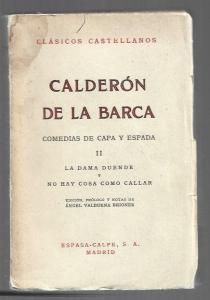 CLÁSICOS CASTELLANOS
CALDERÓN
DE LA BARCA
COMEDIAS DE CAPA Y ESPADA
II
LA DAMA DUENDE
Y
NO HAY COSA COMO CALLAR
EDICIÓN, PRÓLOGO Y NOTAS DE
ÁNGEL VALBUENA BRIONES
ESPASA-CALPE, S. A.
MADRID